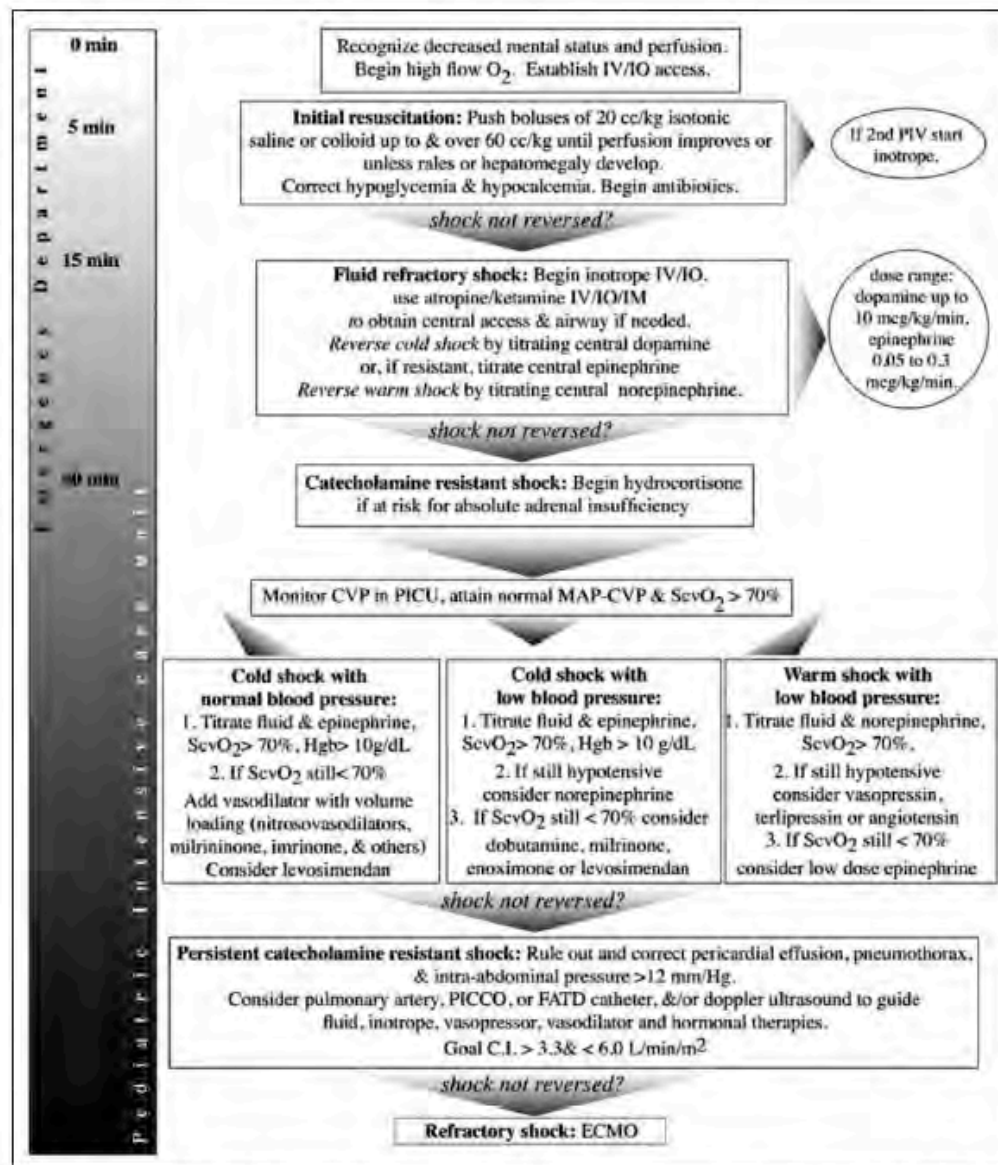 0 min
Recognize decreased mental status and perfusion.
Begin high flow O2. Establish IV/IO access.
5 min
Initial resuscitation: Push boluses of 20 cc/kg isotonic
saline or colloid up to & over 60 cc/kg until perfusion improves or
unless rales or hepatomegaly develop.
Correct hypoglycemia & hypocalcemia. Begin antibiotics.
If 2nd PIV start
inotrope.
shock not reversed?
15 min
Fluid refractory shock: Begin inotrope IV/IO.
use atropine/ketamine IV/IO/IM
to obtain central access & airway if needed.
Reverse cold shock by titrating central dopamine
or, if resistant, titrate central epinephrine
Reverse warm shock by titrating central norepinephrine.
dose range:
dopamine up to
10 mcg/kg/min,
epinephrine
0.05 to 0.3
mcg/kg/min.
shock not reversed?
60 min
Catecholamine resistant shock: Begin hydrocortisone
if at risk for absolute adrenal insufficiency
Monitor CVP in PICU, attain normal MAP-CVP & ScvO2 > 70%
Cold shock with
normal blood pressure:
1. Titrate fluid & epinephrine,
ScvO2> 70%, Hgb> 10g/dL
2. If ScvO2 still< 70%
Add vasodilator with volume
loading (nitrosovasodilators,
milrininone, imrinone, & others)
Consider levosimendan
Cold shock with
low blood pressure:
1. Titrate fluid & epinephrine,
ScvO2> 70%, Hgb > 10 g/dL
2. If still hypotensive
consider norepinephrine
3. If ScvO2 still < 70% consider
dobutamine, milrinone,
enoximone or levosimendan
Warm shock with
low blood pressure:
1. Titrate fluid & norepinephrine,
ScvO2> 70%,
2. If still hypotensive
consider vasopressin,
terlipressin or angiotensin
3. If ScvO2 still < 70%
consider low dose epinephrine
shock not reversed?
Persistent catecholamine resistant shock: Rule out and correct pericardial effusion, pneumothorax,
& intra-abdominal pressure >12 mm/Hg.
Consider pulmonary artery, PICCO, or FATD catheter, &/or doppler ultrasound to guide
fluid, inotrope, vasopressor, vasodilator and hormonal therapies.
Goal C.I. > 3.3& < 6.0 L/min/m2
shock not reversed?
Refractory shock: ECMO
Emergency Department
Pediatric intensive care unit